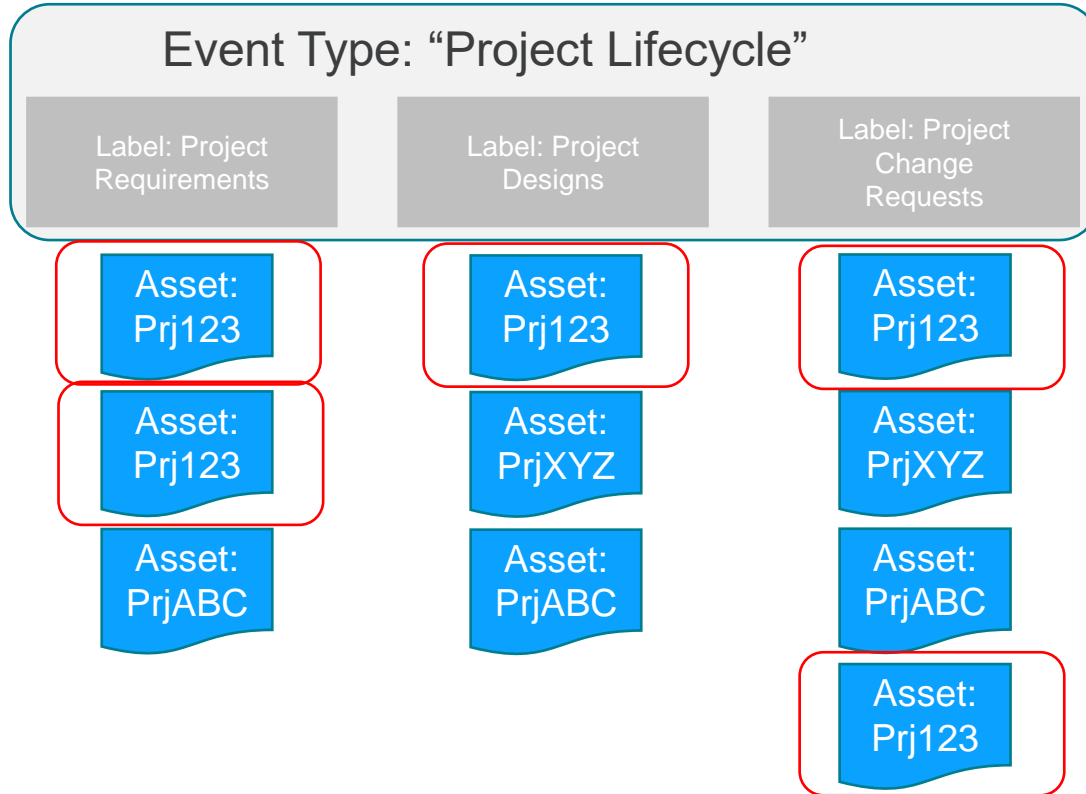 Event Type: “Project Lifecycle”
Label: Project
Requirements
Label: Project
Designs
Label: Project
Change
Requests
Asset:
Prj123
Asset:
Prj123
Asset:
PrjABC
Asset:
Prj123
Asset:
PrjXYZ
Asset:
PrjABC
Asset:
Prj123
Asset:
PrjXYZ
Asset:
PrjABC
Asset:
Prj123